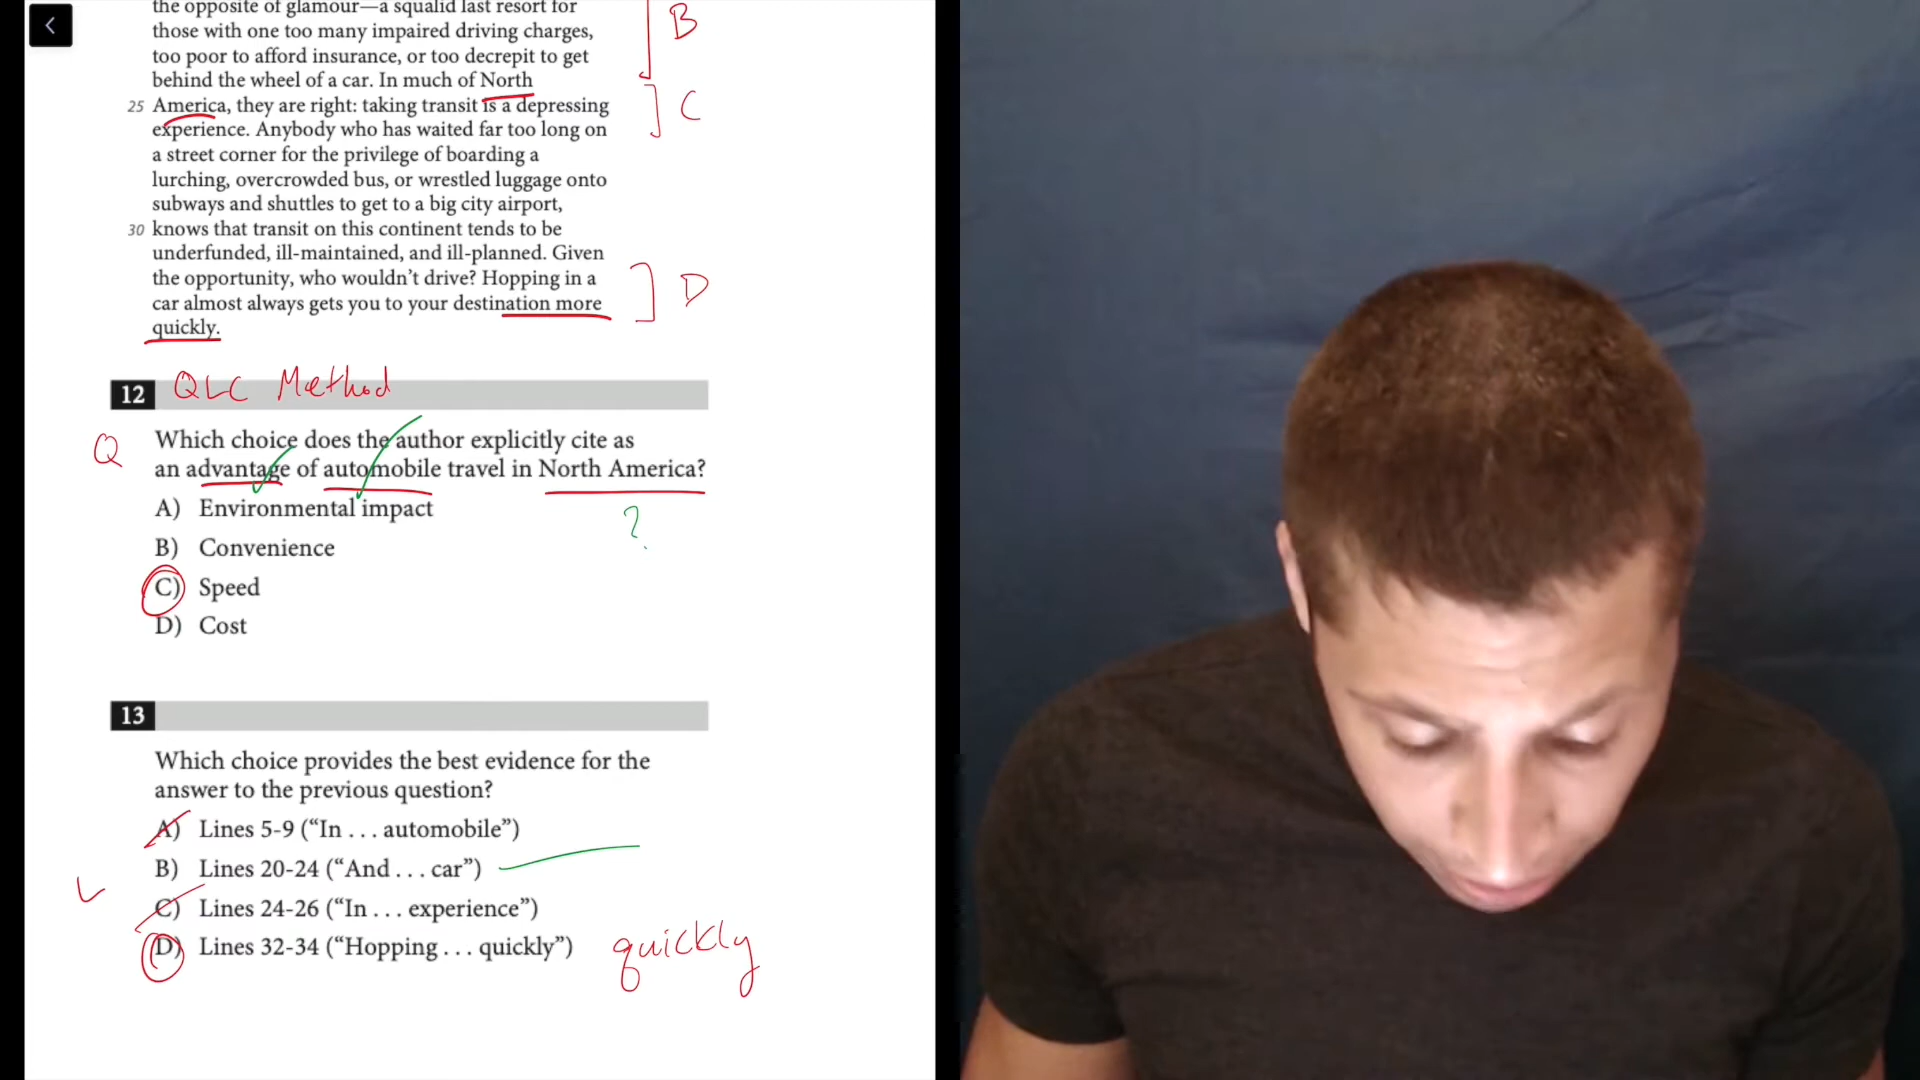 the opposite of glamour—a squalid last resort for
those with one too many impaired driving charges,
too poor to afford insurance, or too decrepit to get
behind the wheel of a car. In much of North
25 America, they are right: taking transit is a depressing
experience. Anybody who has waited far too long on
a street corner for the privilege of boarding a
lurching, overcrowded bus, or wrestled luggage onto
subways and shuttles to get to a big city airport,
30 knows that transit on this continent tends to be
underfunded, ill-maintained, and ill-planned. Given
the opportunity, who wouldn’t drive? Hopping in a
car almost always gets you to your destination more
quickly.
B
C
D
12 QLC Method
Q
Which choice does the author explicitly cite as
an advantage of automobile travel in North America?
A) Environmental impact
?
B) Convenience
C) Speed
D) Cost
13
Which choice provides the best evidence for the
answer to the previous question?
A) Lines 5-9 (“In . . . automobile”)
B) Lines 20-24 (“And . . . car”)
L
C) Lines 24-26 (“In . . . experience”)
D) Lines 32-34 (“Hopping . . . quickly”) quickly